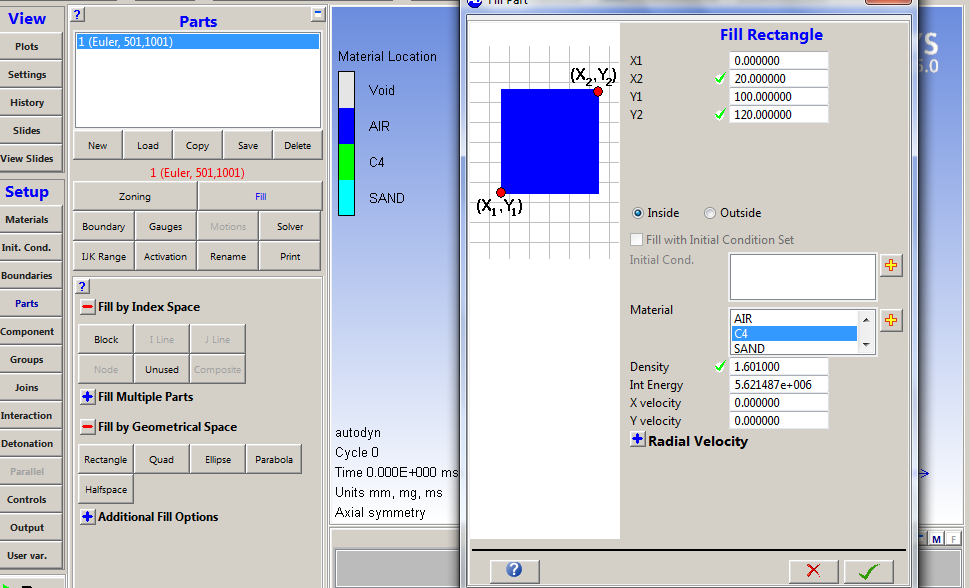 View
Plots
Settings
History
Slides
View Slides
Setup
Materials
Init. Cond.
Boundaries
Parts
Component
Groups
Joins
Interaction
Detonation
Parallel
Controls
Output
User var.
?
Parts
1 (Euler, 501,1001)
New Load Copy Save Delete
1 (Euler, 501,1001)
Zoning Fill
Boundary Gauges Motions Solver
IJK Range Activation Rename Print
?
Fill by Index Space
Block I Line J Line
Node Unused Composite
Fill Multiple Parts
Fill by Geometrical Space
Rectangle Quad Ellipse Parabola
Halfspace
Additional Fill Options
Material Location
Void
AIR
C4
SAND
autodyn
Cycle 0
Time 0.000E+000 ms
Units mm, mg, ms
Axial symmetry
YS
5.0
M F
Fill Part
(X2,Y2)
(X1,Y1)
Fill Rectangle
X1 0.000000
X2 20.000000
Y1 100.000000
Y2 120.000000
Inside Outside
Fill with Initial Condition Set
Initial Cond.
Material
AIR
C4
SAND
Density 1.601000
Int Energy 5.621487e+006
X velocity 0.000000
Y velocity 0.000000
Radial Velocity
?